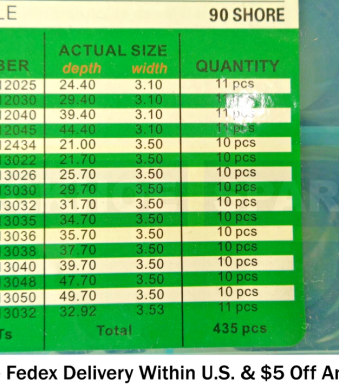 LE 90 SHORE
ACTUAL SIZE
BER depth width QUANTITY
12025 24.40 3.10 11 pcs
12030 29.40 3.10
12040 39.40 3.10 11 pcs
12045 44.40 3.10
12434 21.00 3.50 10 pcs
13022 21.70 3.50 10 pcs
13026 25.70 3.50 10 pcs
13030 29.70 3.50 10 pcs
13032 31.70 3.50 10 pcs
13035 34.70 3.50 10 pcs
13036 35.70 3.50 10 pcs
13038 37.70 3.50 10 pcs
13040 39.70 3.50 10 pcs
13048 47.70 3.50 10 pcs
13050 49.70 3.50 10 pcs
13032 32.92 3.53 11 pcs
Ts Total 435 pcs
Fedex Delivery Within U.S. & $5 Off Ar